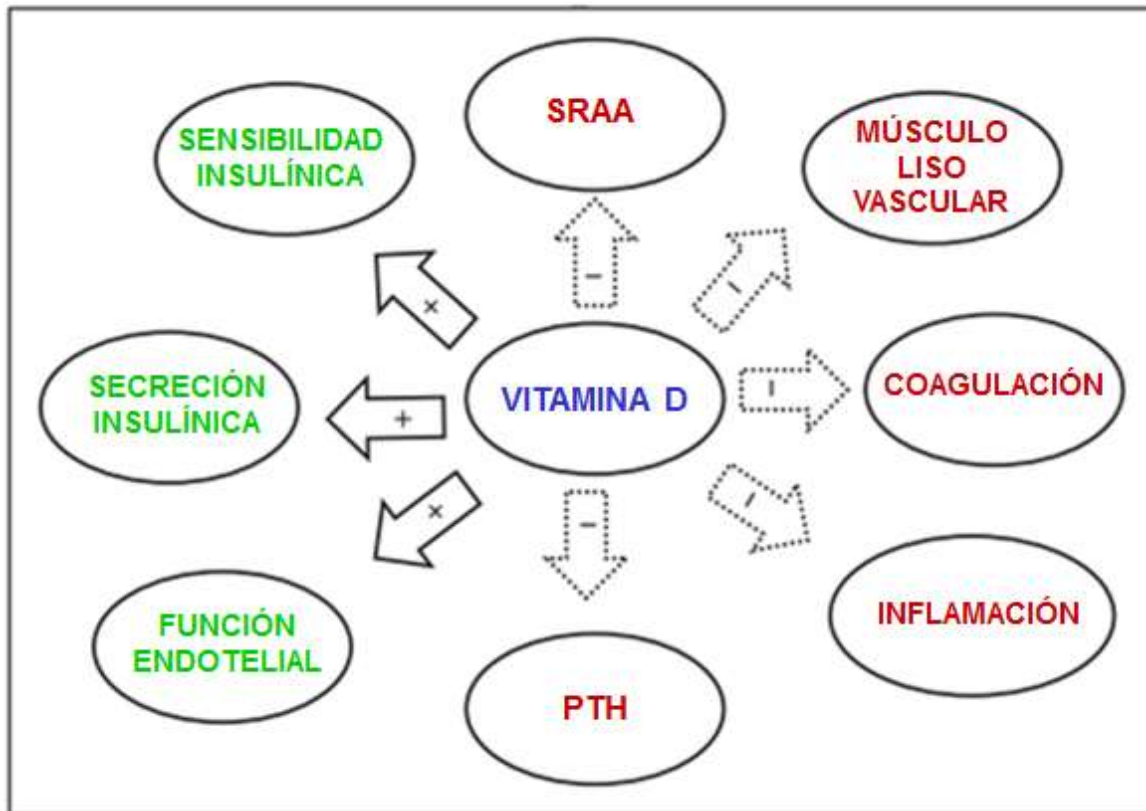 SRAA
SENSIBILIDAD
INSULÍNICA
MÚSCULO
LISO
VASCULAR
+
−
−
SECRECIÓN
INSULÍNICA
+
VITAMINA D
−
COAGULACIÓN
+
−
−
FUNCIÓN
ENDOTELIAL
INFLAMACIÓN
PTH